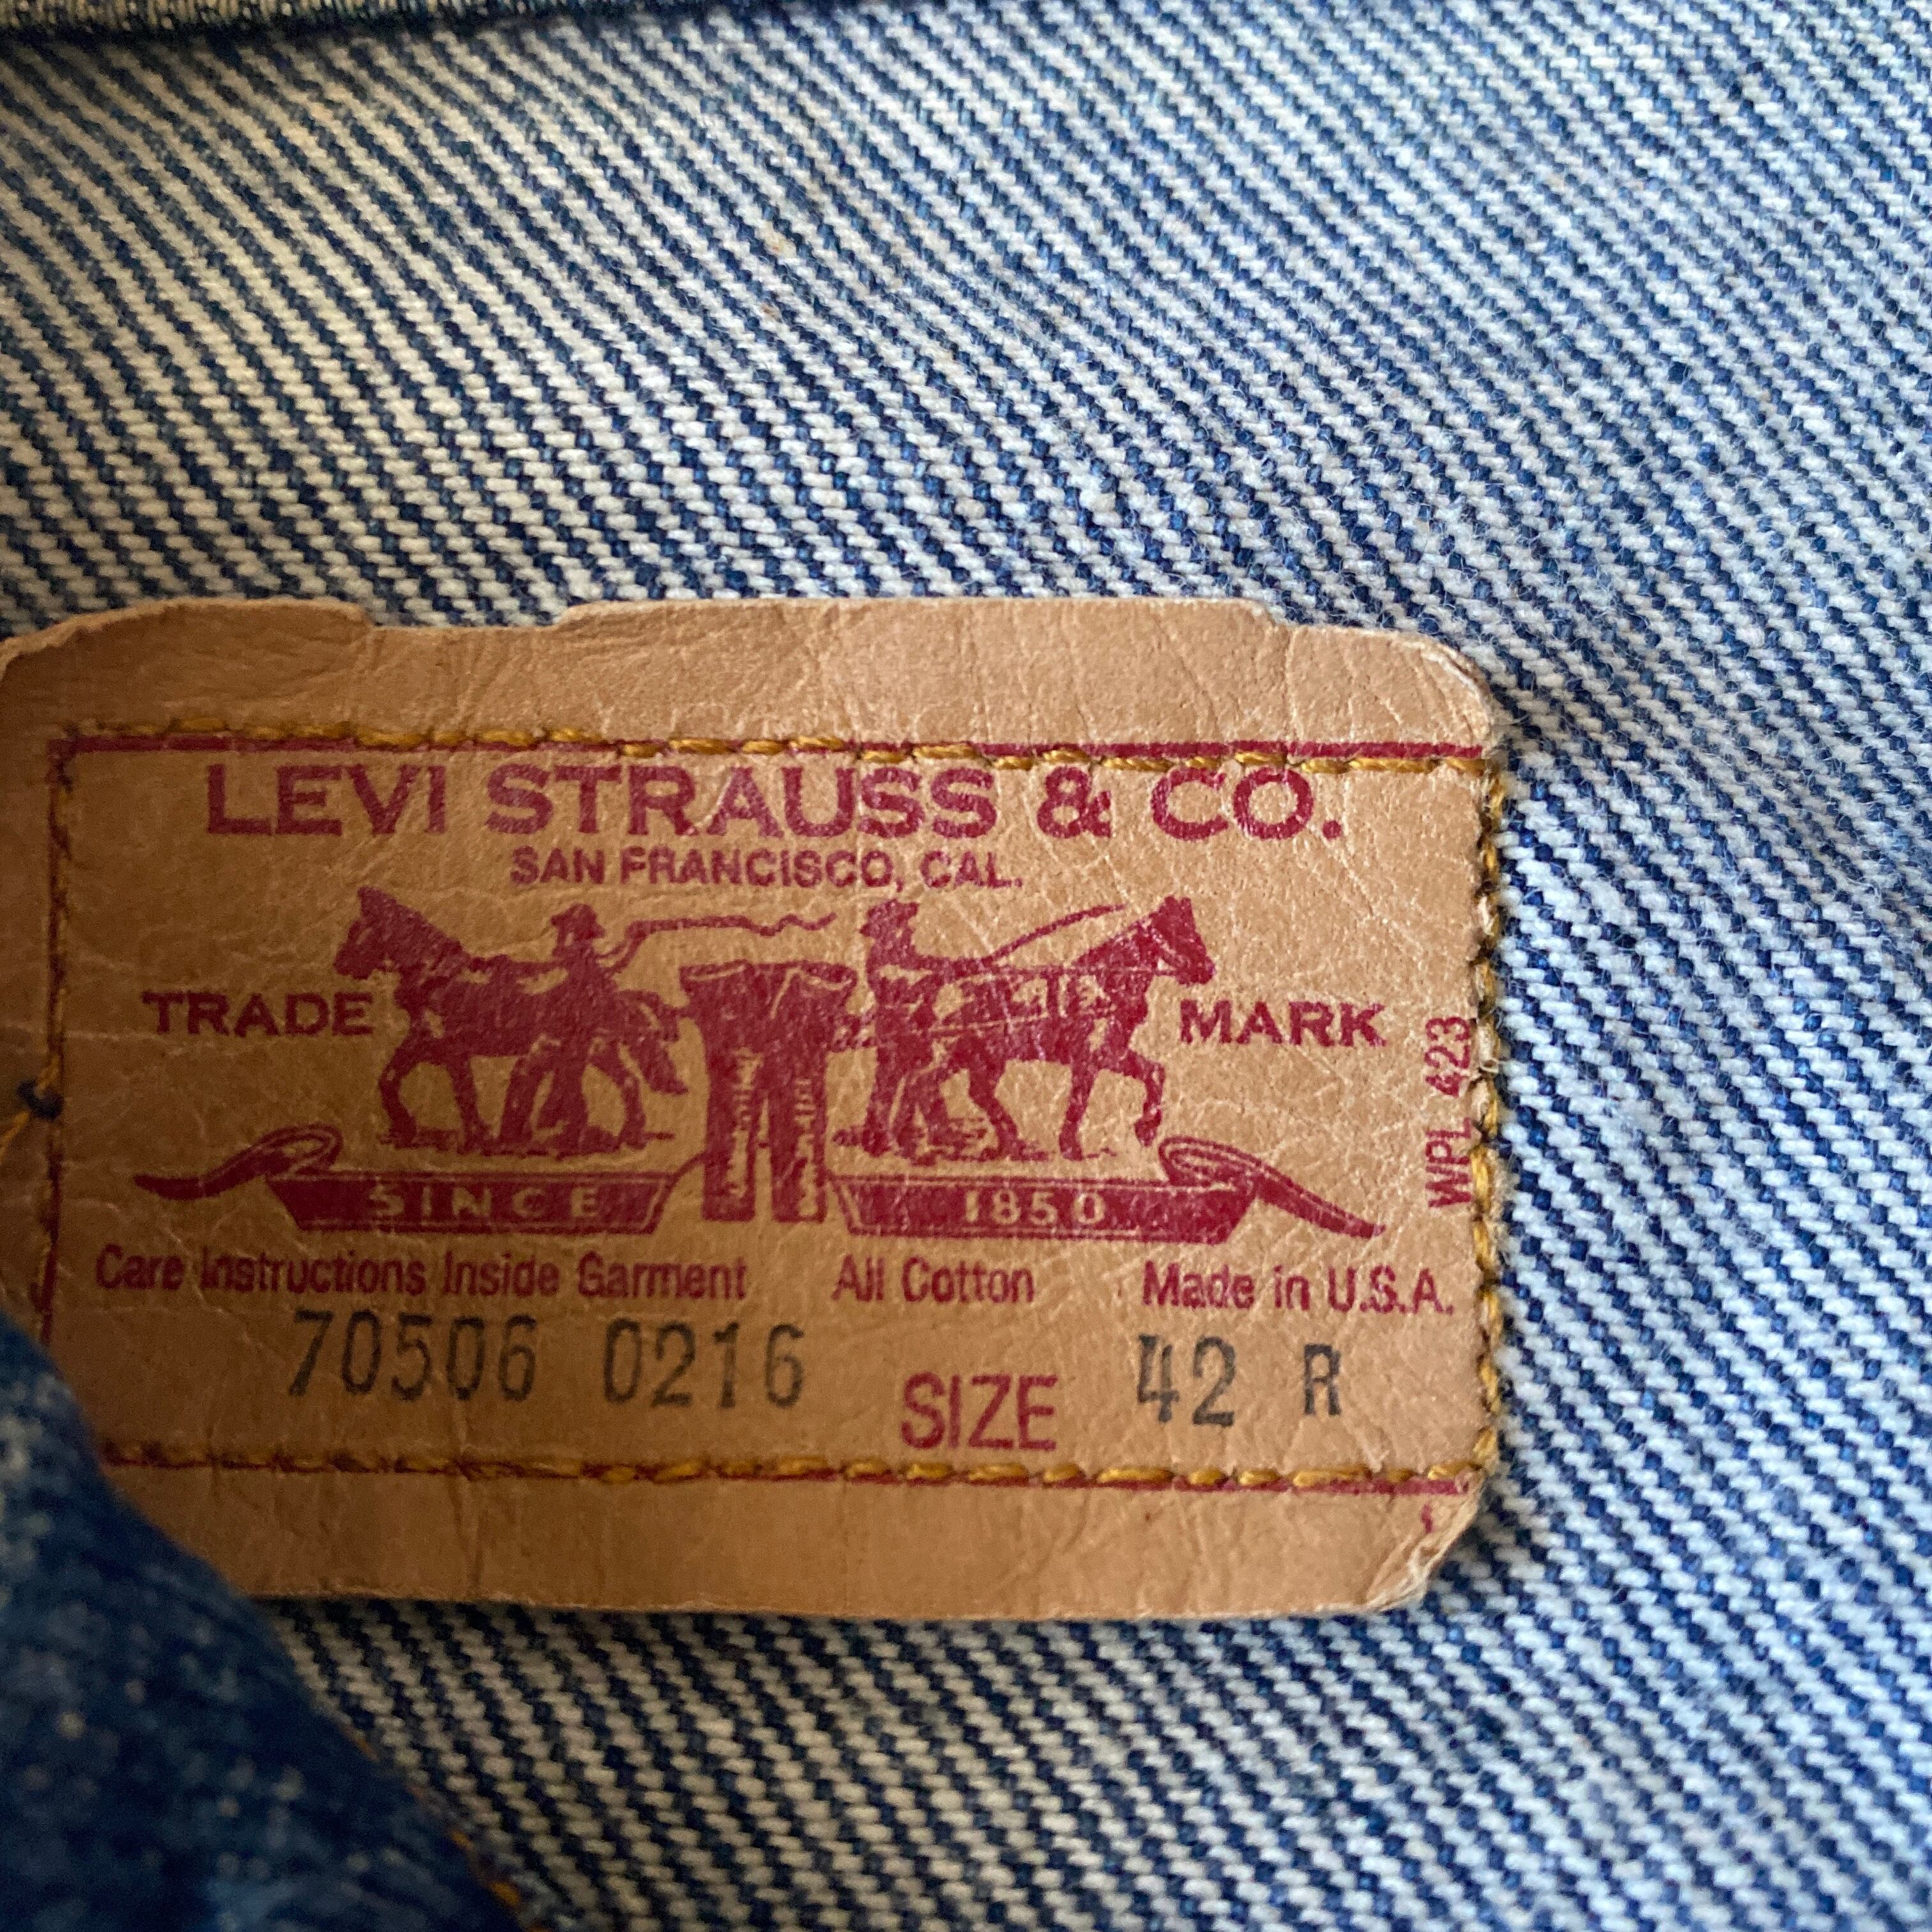 LEVI STRAUSS & CO.
SAN FRANCISCO, CAL.
TRADE MARK
WPL 423
SINCE 1850
Care Instructions Inside Garment All Cotton Made in U.S.A.
70506 0216 SIZE 42 R